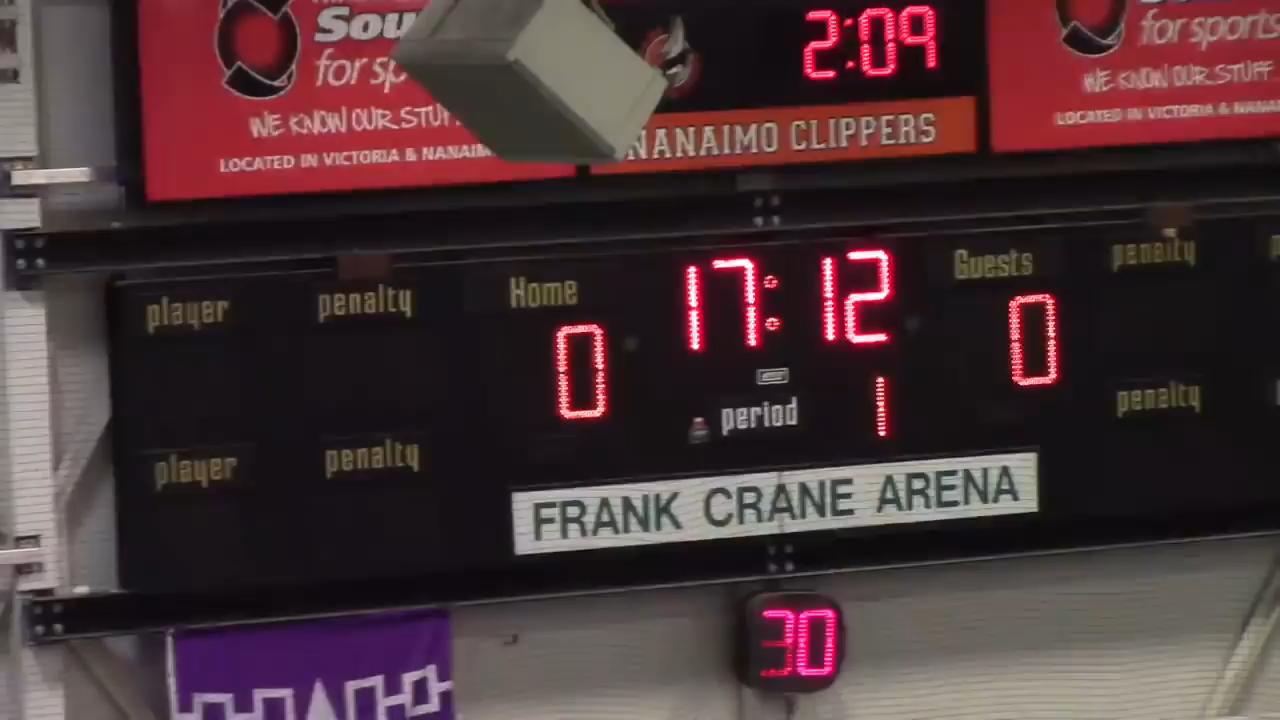 Sou
for sp
WE KNOW OUR STUF
LOCATED IN VICTORIA & NANAIM
2:09
NANAIMO CLIPPERS
for sports
WE KNOW OUR STUFF
LOCATED IN VICTORIA & NANA
player
penalty
Home
0
17:12
Guests
0
penalty
period
1
player
penalty
penalty
FRANK CRANE ARENA
30